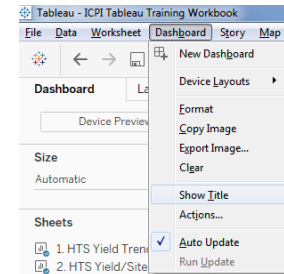 Tableau - ICPI Tableau Training Workbook
File Data Worksheet Dashboard Story Map
New Dashboard
Device Layouts
Dashboard La
Format
Device Preview
Copy Image
Export Image...
Size
Clear
Automatic
Show Title
Actions...
Sheets
Auto Update
1. HTS Yield Tren
Run Update
2. HTS Yield/Site